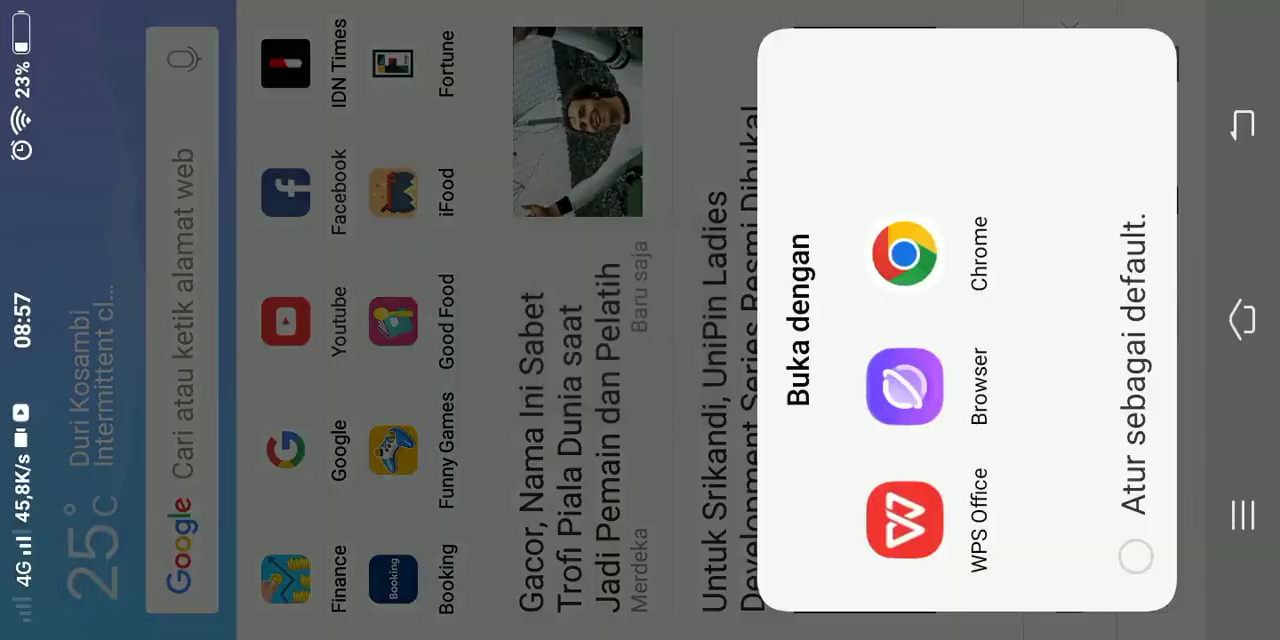 4G 45,8K/s 08:57 23%
25°C
Duri Kosambi
Intermittent cl...
Google Cari atau ketik alamat web
Finance Google Youtube Facebook IDN Times
Booking Funny Games Good Food iFood Fortune
Booking
Gacor, Nama Ini Sabet
Trofi Piala Dunia saat
Jadi Pemain dan Pelatih
Merdeka Baru saja
Untuk Srikandi, UniPin Ladies
Development Series Resmi Dibuka!
Buka dengan
WPS Office Browser Chrome
Atur sebagai default.